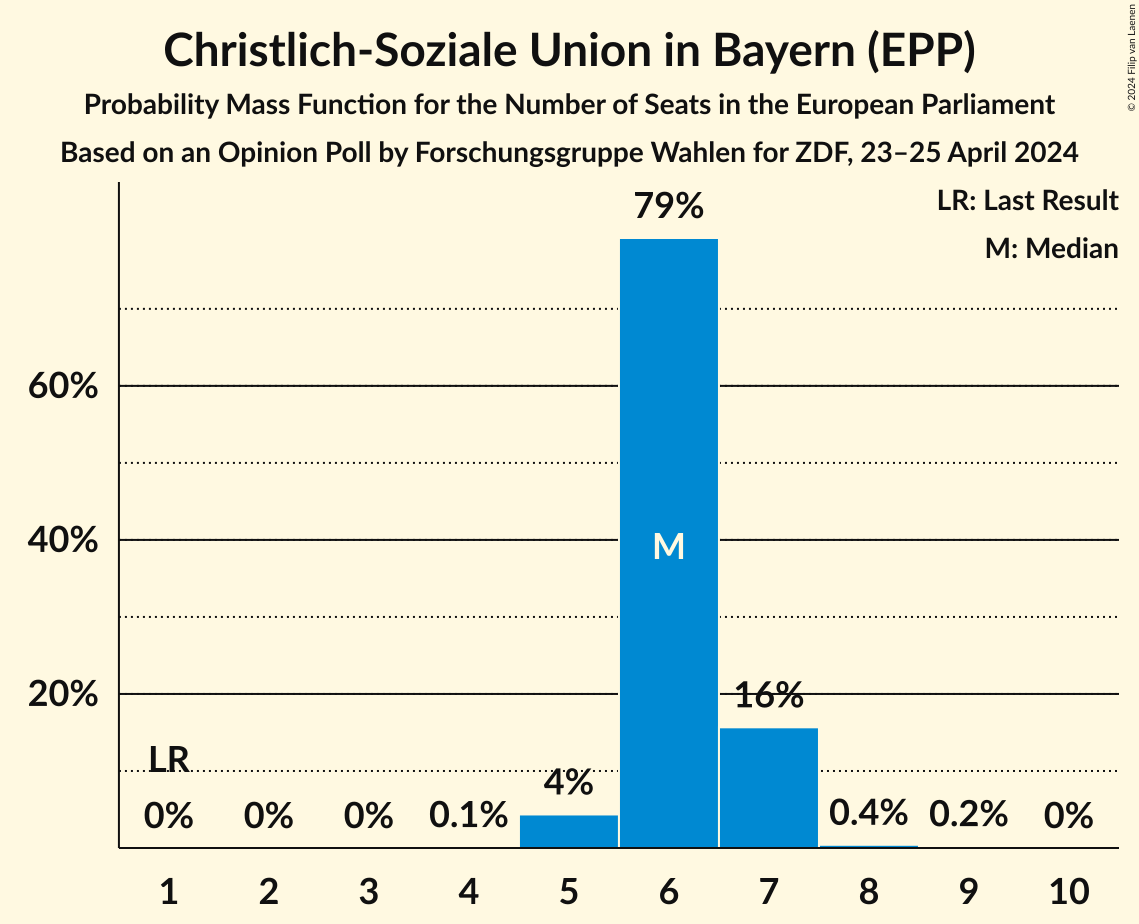 Christlich-Soziale Union in Bayern (EPP)
Probability Mass Function for the Number of Seats in the European Parliament
Based on an Opinion Poll by Forschungsgruppe Wahlen for ZDF, 23–25 April 2024
© 2024 Filip van Laenen
LR: Last Result
M: Median
79%
60%
40%
M
20%
16%
LR
4%
0% 0% 0% 0.1% 0.4% 0.2% 0%
1 2 3 4 5 6 7 8 9 10